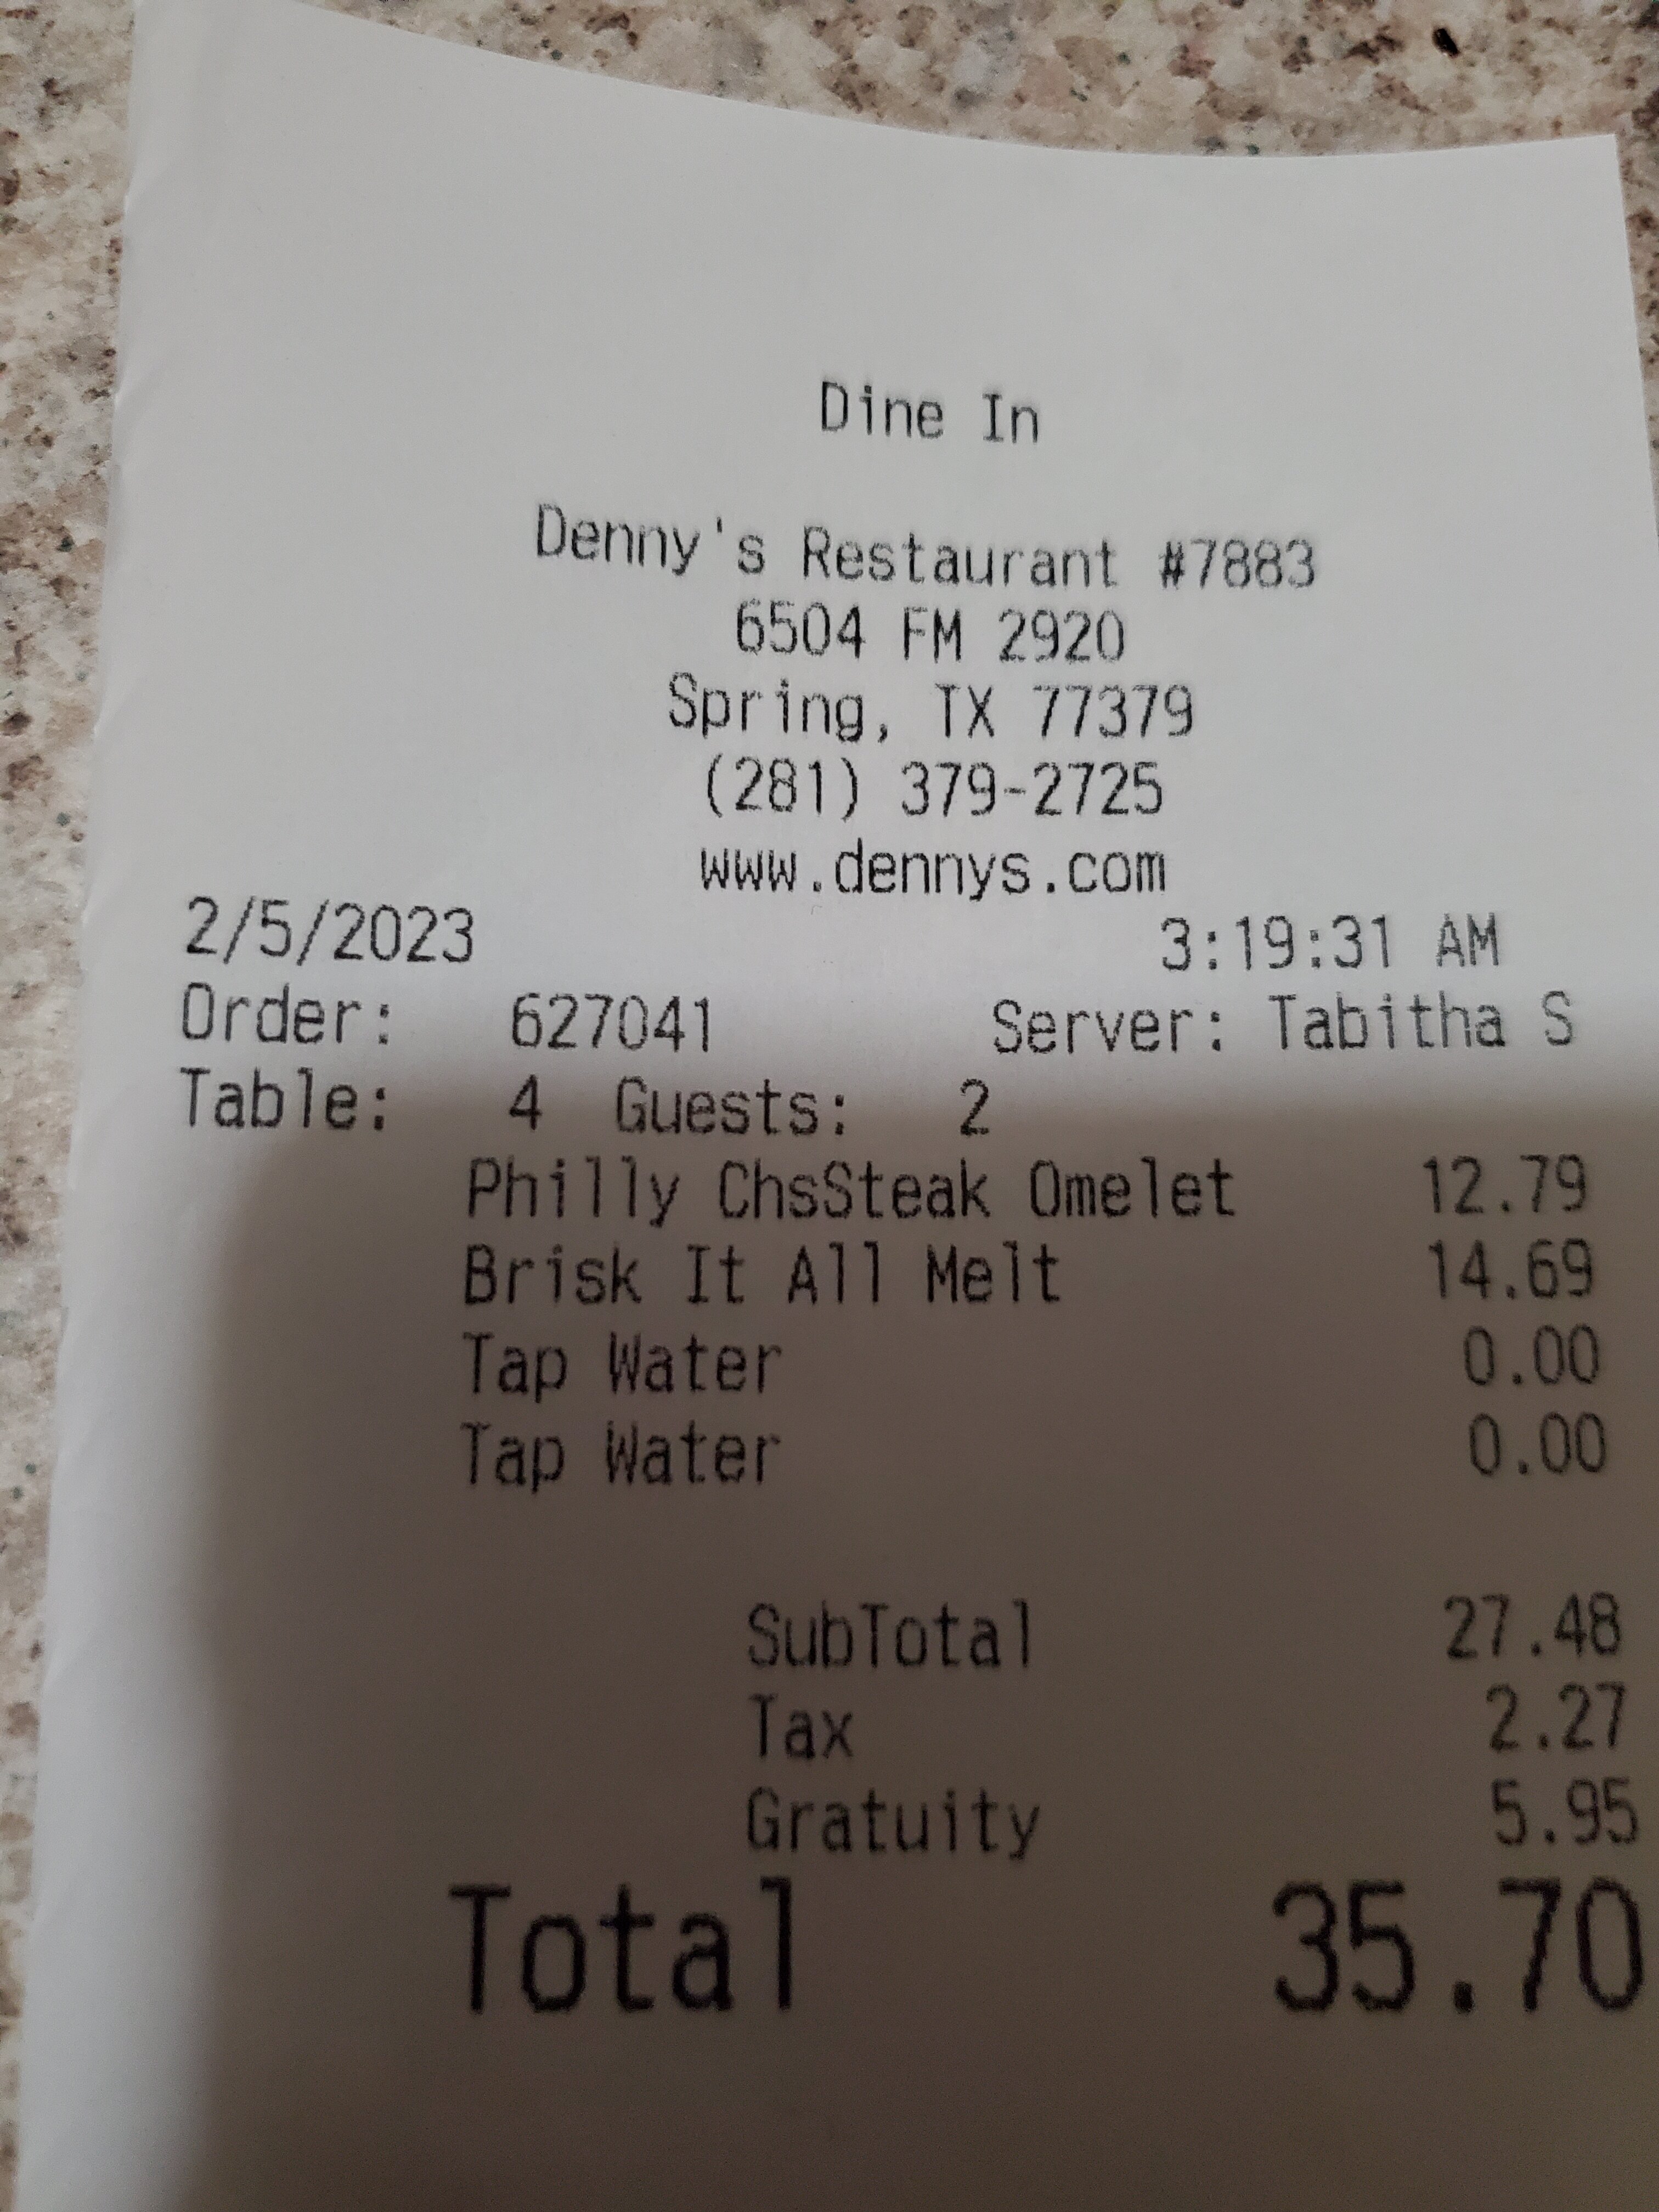 Dine In
Denny's Restaurant #7883
6504 FM 2920
Spring, TX 77379
(281) 379-2725
www.dennys.com
2/5/2023 3:19:31 AM
Order: 627041 Server: Tabitha S
Table: 4 Guests: 2
Philly ChsSteak Omelet 12.79
Brisk It All Melt 14.69
Tap Water 0.00
Tap Water 0.00
SubTotal 27.48
Tax 2.27
Gratuity 5.95
Total 35.70